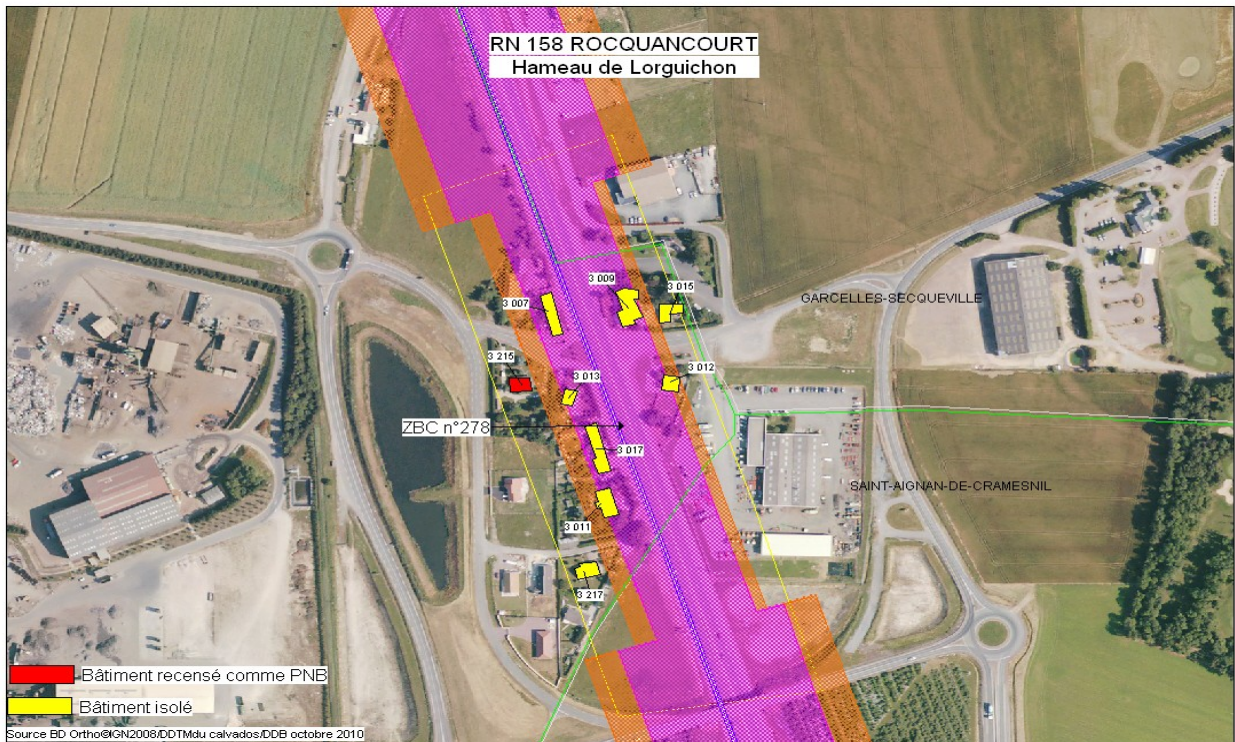 RN 158 ROCQUANCOURT
Hameau de Lorguichon
3 009
3 015
3 007
GARCELLES-SECQUEVILLE
3 215
3 013
3 012
ZBC n°278
3 017
SAINT-AIGNAN-DE-CRAMESNIL
3 011
3 217
Bâtiment recensé comme PNB
Bâtiment isolé
Source BD Ortho©IGN2008/DDTMdu calvados/DDB octobre 2010